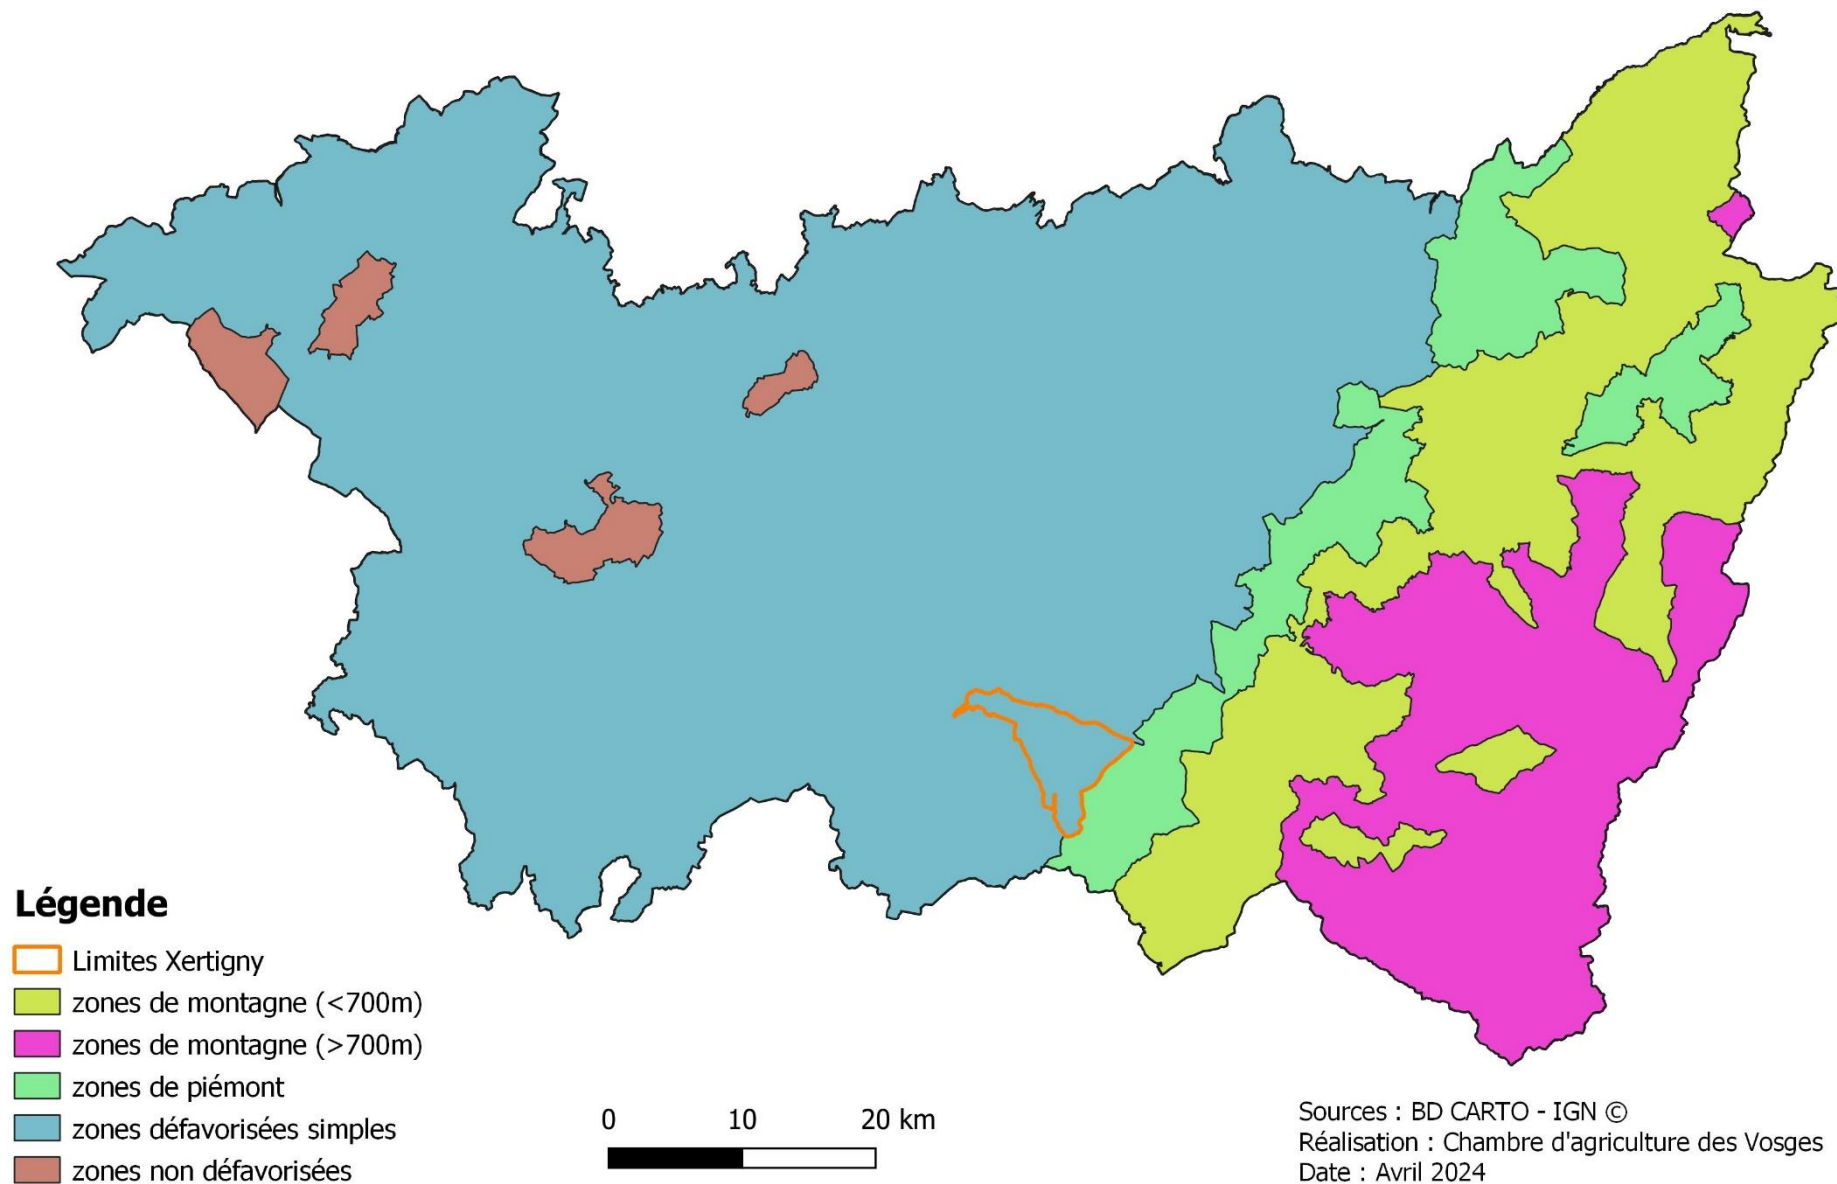 Légende
Limites Xertigny
zones de montagne (<700m)
zones de montagne (>700m)
zones de piémont
zones défavorisées simples
zones non défavorisées
0 10 20 km
Sources : BD CARTO - IGN ©
Réalisation : Chambre d'agriculture des Vosges
Date : Avril 2024